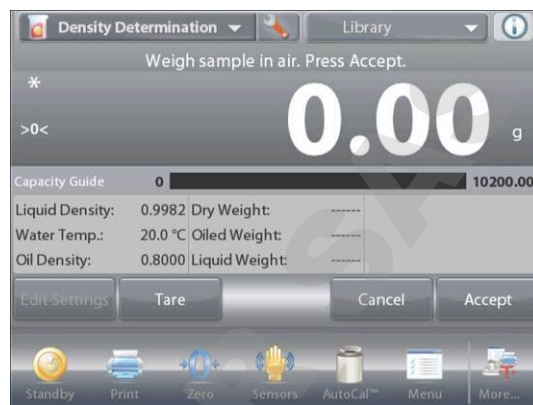 Density Determination Library
Weigh sample in air. Press Accept.
*
>0<
0.00 g
Capacity Guide 0 10200.00
Liquid Density: 0.9982 Dry Weight: ------
Water Temp.: 20.0 °C Oiled Weight: ------
Oil Density: 0.8000 Liquid Weight: ------
Edit Settings Tare Cancel Accept
Standby Print Zero Sensors AutoCal™ Menu More...